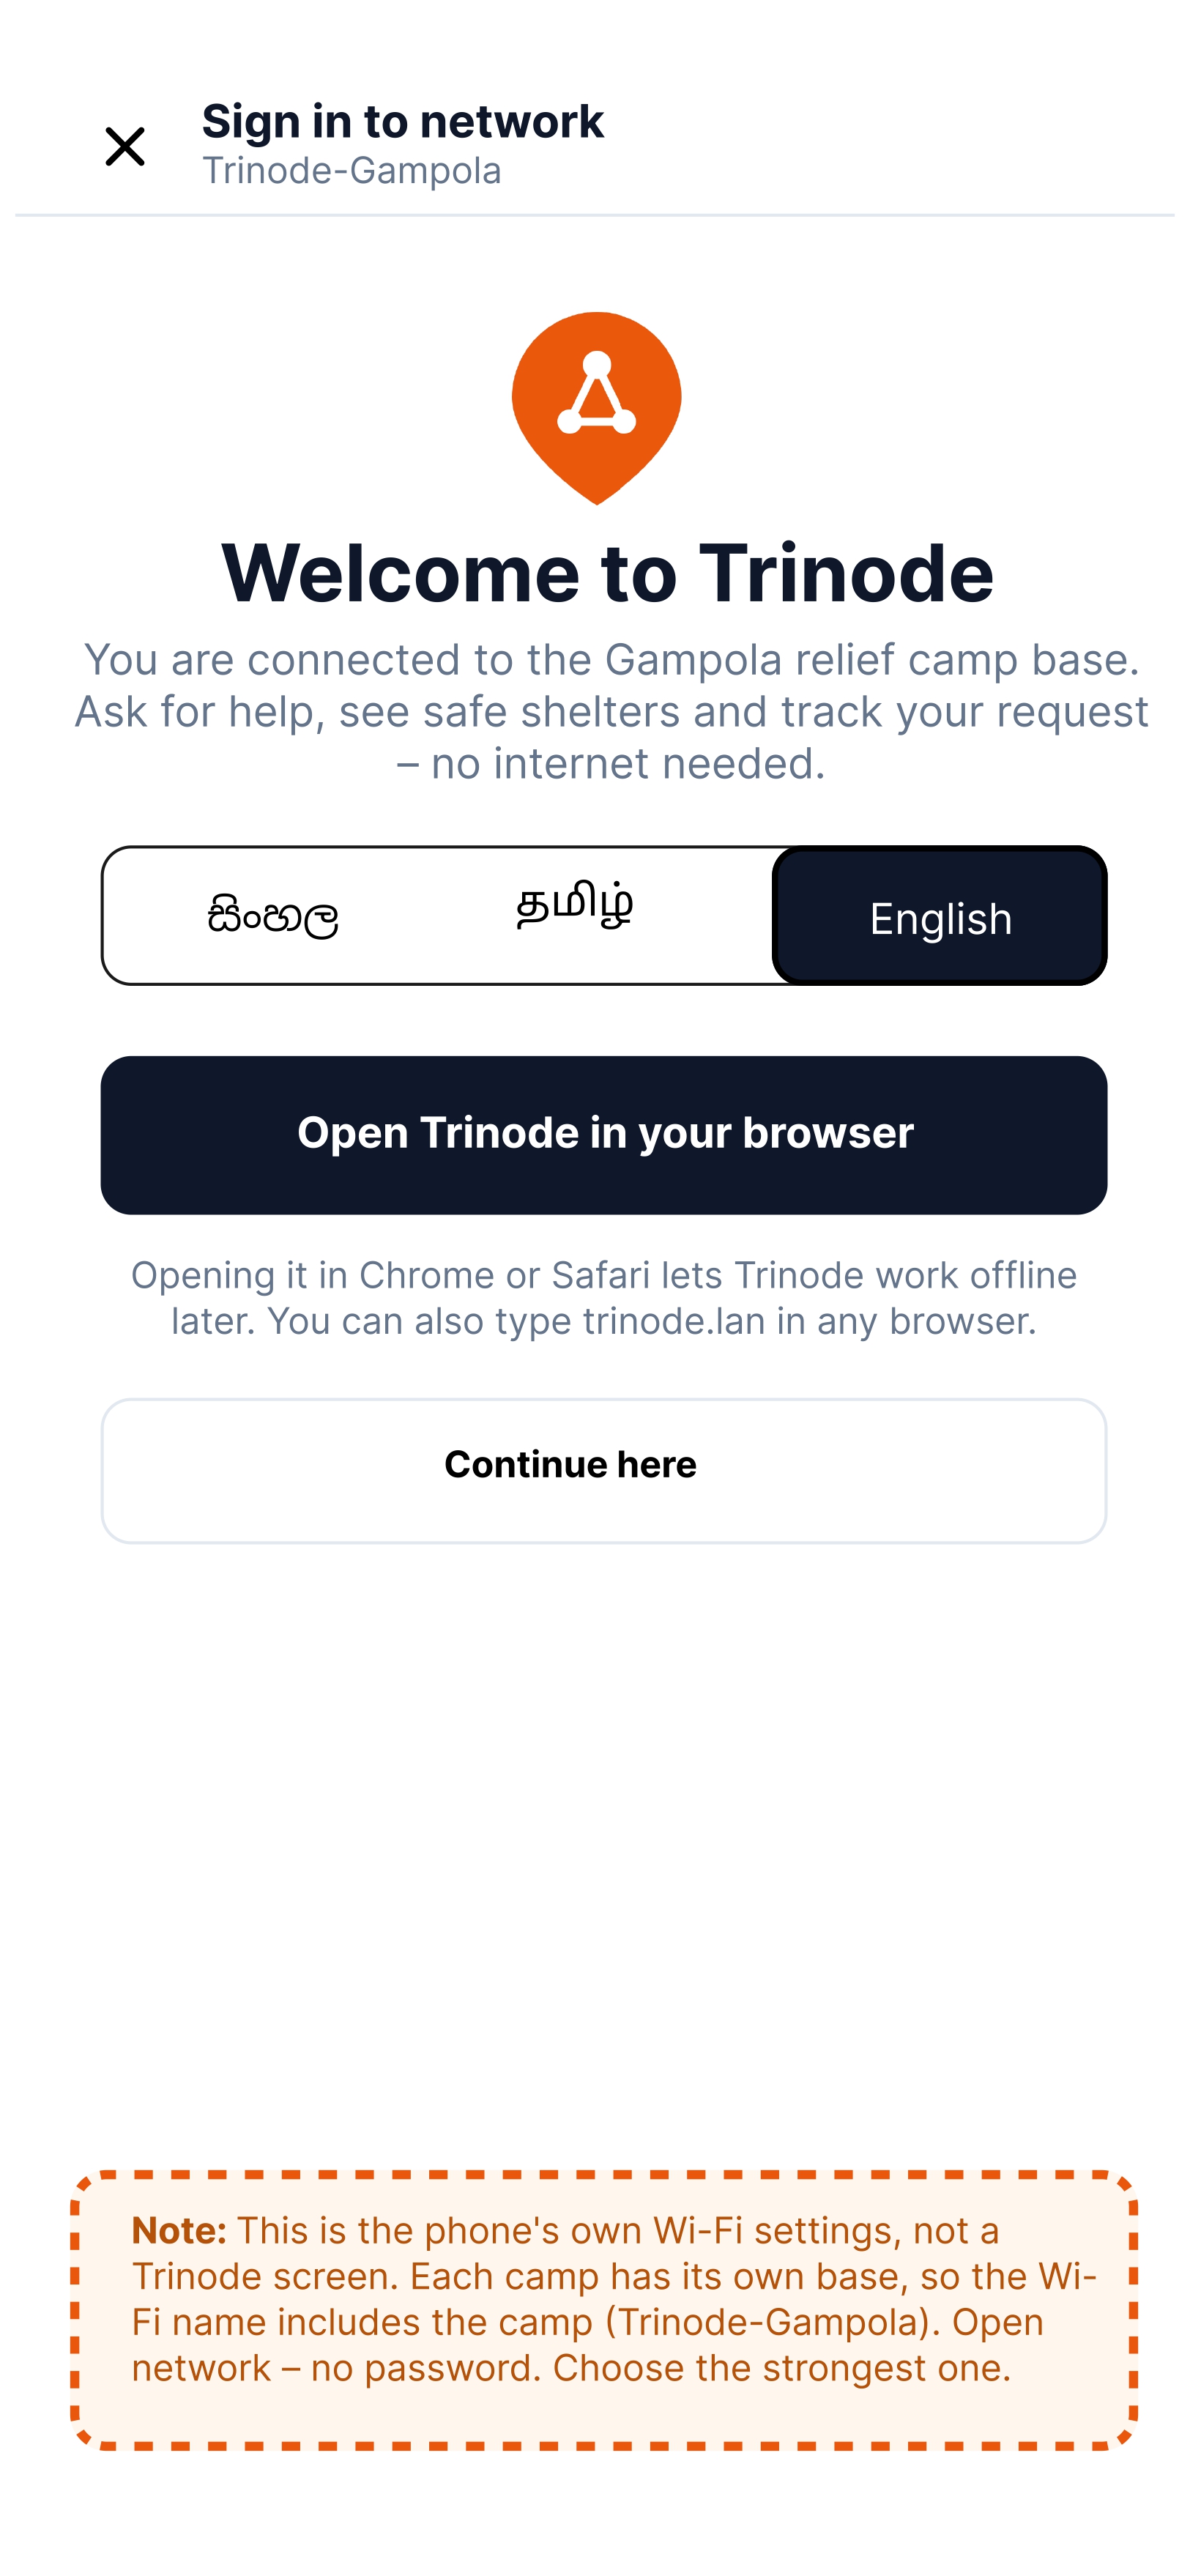 Sign in to network
Trinode-Gampola
Welcome to Trinode
You are connected to the Gampola relief camp base.
Ask for help, see safe shelters and track your request
– no internet needed.
සිංහල தமிழ் English
Open Trinode in your browser
Opening it in Chrome or Safari lets Trinode work offline
later. You can also type trinode.lan in any browser.
Continue here
Note: This is the phone's own Wi-Fi settings, not a
Trinode screen. Each camp has its own base, so the Wi-
Fi name includes the camp (Trinode-Gampola). Open
network – no password. Choose the strongest one.